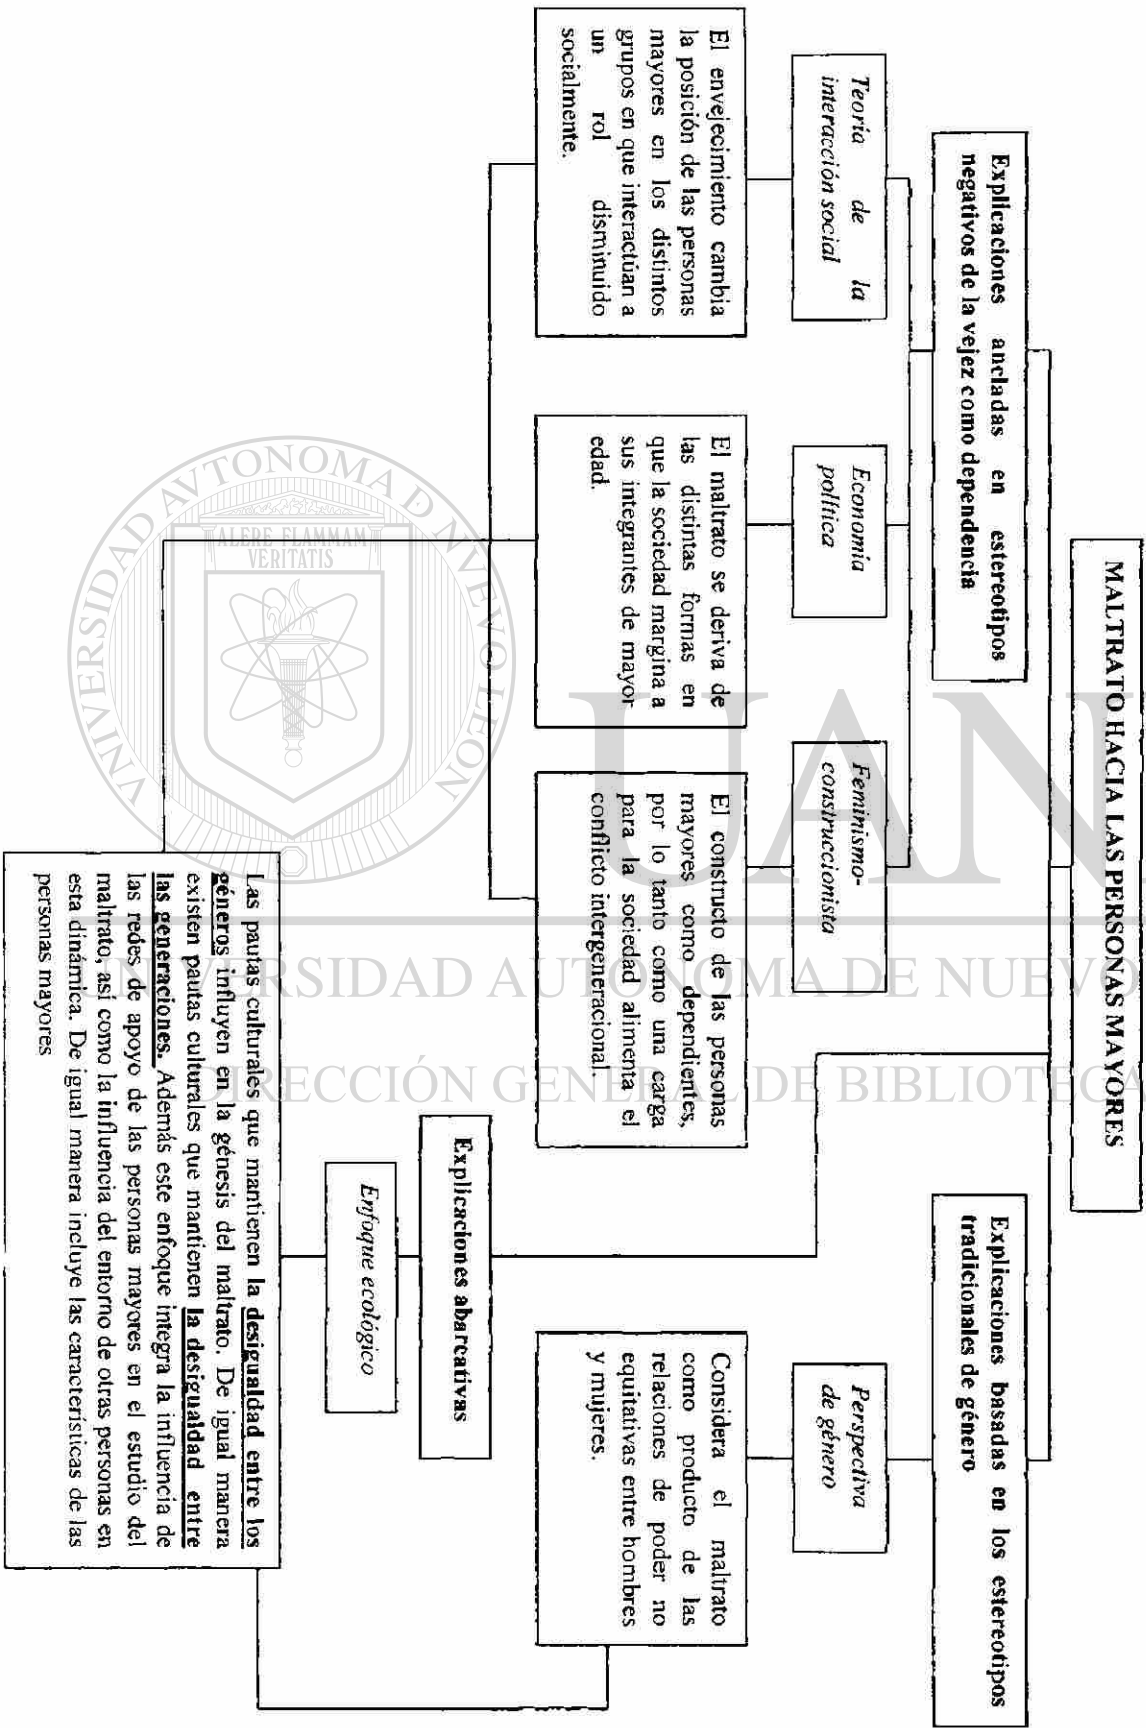 MALTRATO HACIA LAS PERSONAS MAYORES
Explicaciones ancladas en estereotipos
negativos de la vejez como dependencia
Teoría de la
interacción social
El envejecimiento cambia
la posición de las personas
mayores en los distintos
grupos en que interactúan a
un rol disminuido
socialmente.
Economía
política
El maltrato se deriva de
las distintas formas en
que la sociedad margina a
sus integrantes de mayor
edad.
Feminismo-
construccionista
El constructo de las personas
mayores como dependientes,
por lo tanto como una carga
para la sociedad alimenta el
conflicto intergeneracional.
Explicaciones basadas en los estereotipos
tradicionales de género
Perspectiva
de género
Considera el maltrato
como producto de las
relaciones de poder no
equitativas entre hombres
y mujeres.
Explicaciones abarcativas
Enfoque ecológico
Las pautas culturales que mantienen la desigualdad entre los
géneros influyen en la génesis del maltrato. De igual manera
existen pautas culturales que mantienen la desigualdad entre
las generaciones. Además este enfoque integra la influencia de
las redes de apoyo de las personas mayores en el estudio del
maltrato, así como la influencia del entorno de otras personas en
esta dinámica. De igual manera incluye las características de las
personas mayores
UNIVERSIDAD AUTONOMA DE NUEVO LEON
ALERE FLAMMAM
VERITATIS
UAN
UNIVERSIDAD AUTÓNOMA DE NUEVO
DIRECCIÓN GENERAL DE BIBLIOTECA